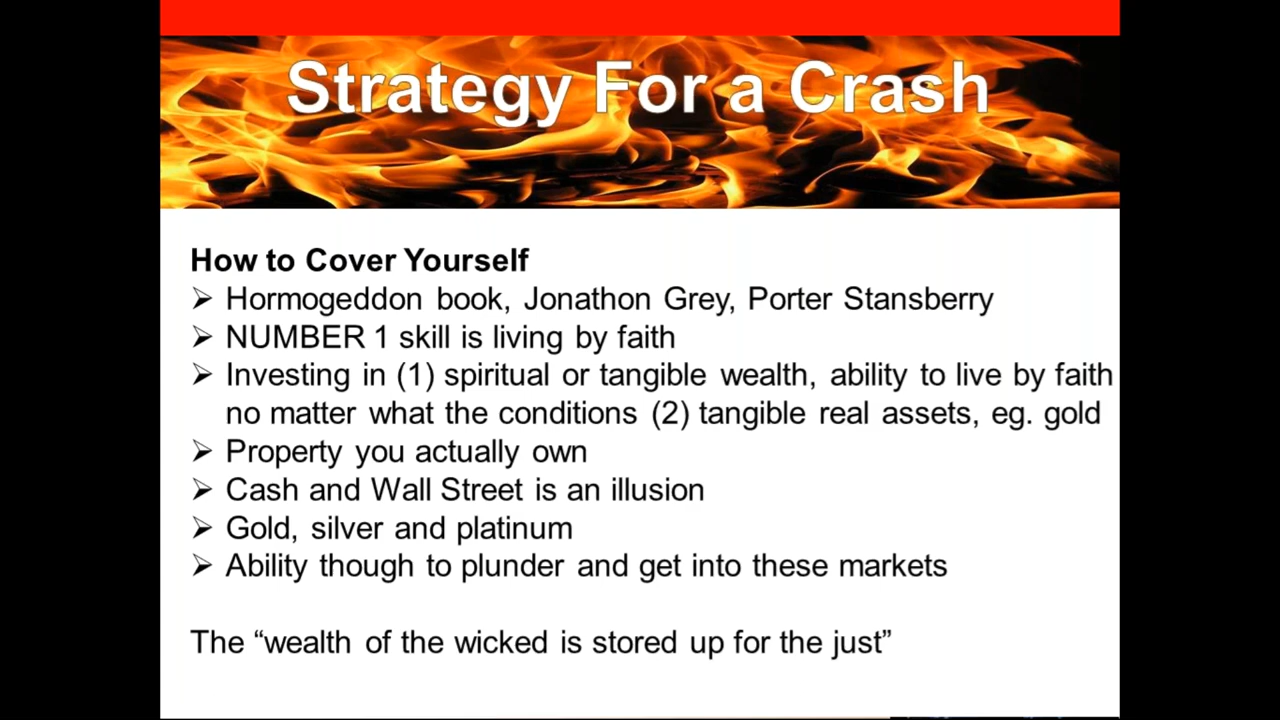 Strategy For a Crash
How to Cover Yourself
➢ Hormogeddon book, Jonathon Grey, Porter Stansberry
➢ NUMBER 1 skill is living by faith
➢ Investing in (1) spiritual or tangible wealth, ability to live by faith
no matter what the conditions (2) tangible real assets, eg. gold
➢ Property you actually own
➢ Cash and Wall Street is an illusion
➢ Gold, silver and platinum
➢ Ability though to plunder and get into these markets
The “wealth of the wicked is stored up for the just”